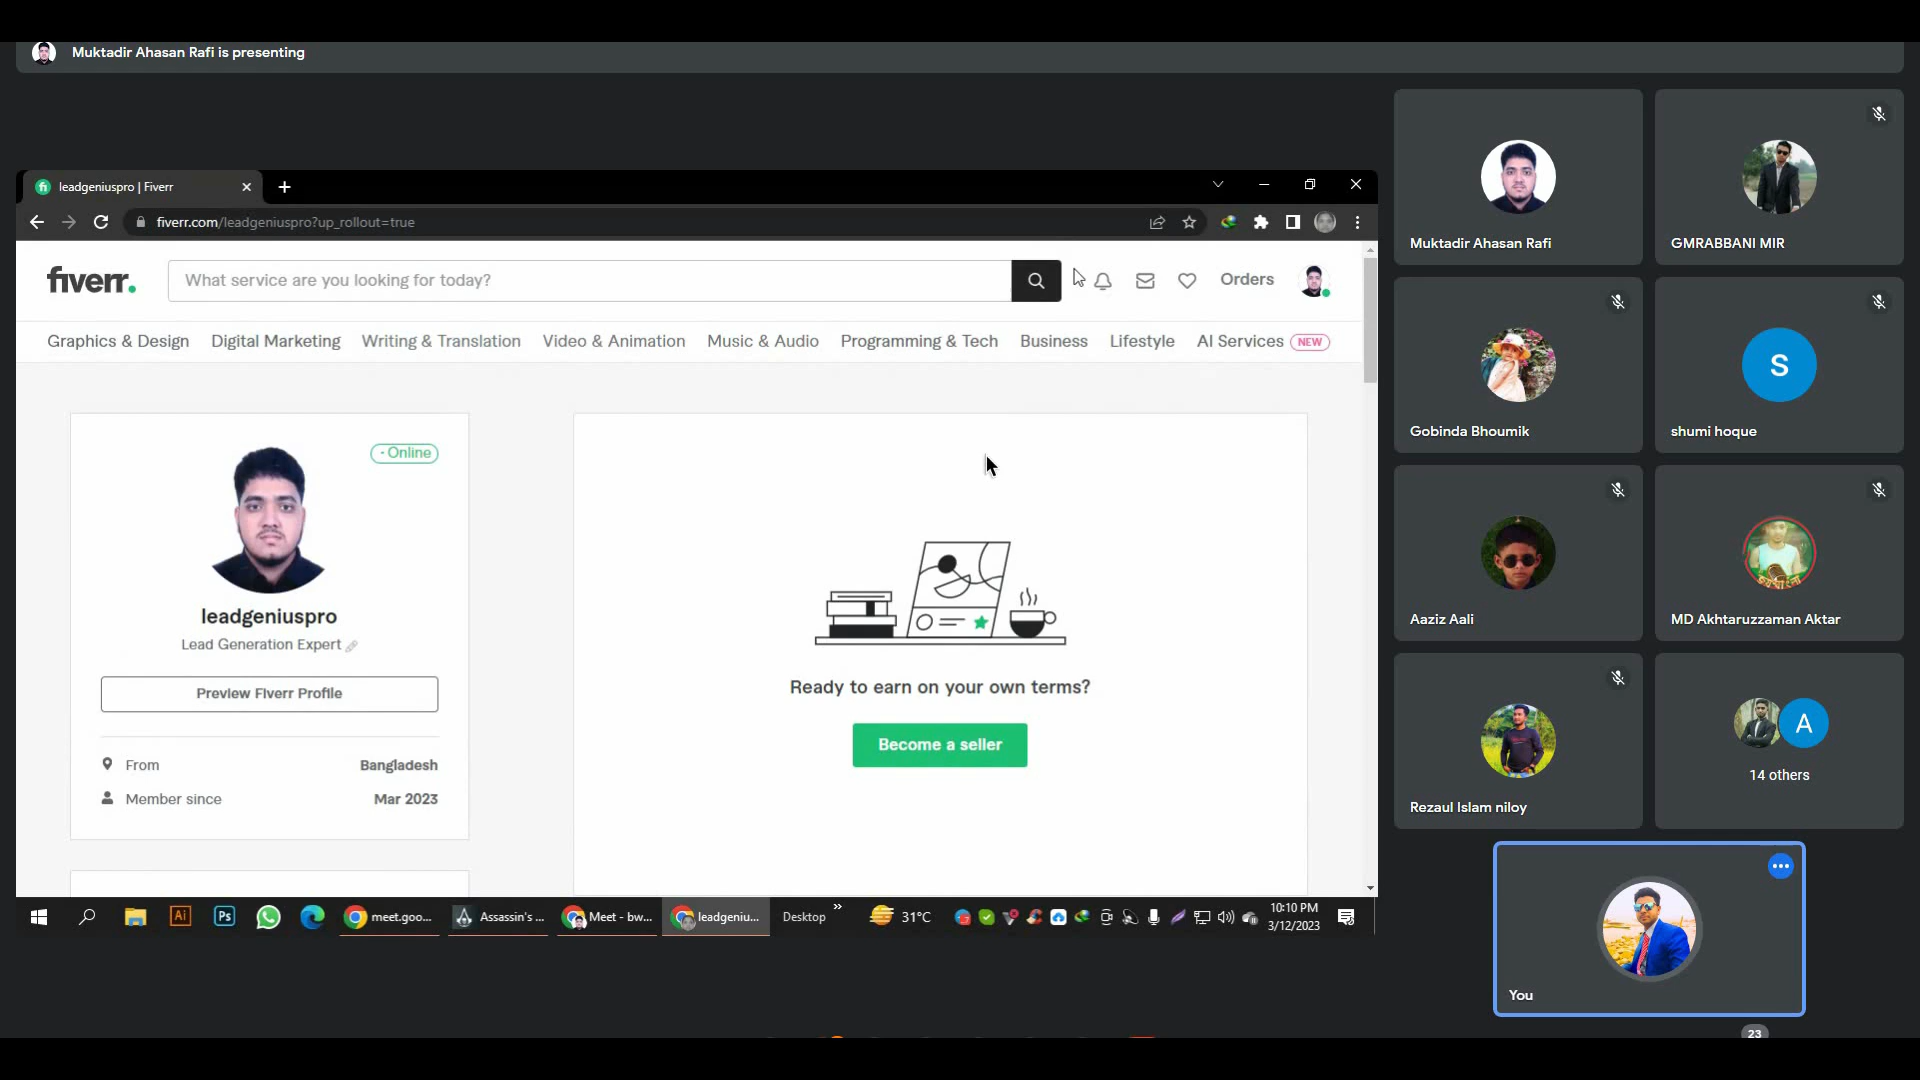 Muktadir Ahasan Rafi is presenting
leadgeniuspro | Fiverr
fiverr.com/leadgeniuspro?up_rollout=true
fiverr.
What service are you looking for today?
Orders
Graphics & Design Digital Marketing Writing & Translation Video & Animation Music & Audio Programming & Tech Business Lifestyle AI Services NEW
Online
leadgeniuspro
Lead Generation Expert
Preview Fiverr Profile
From Bangladesh
Member since Mar 2023
Ready to earn on your own terms?
Become a seller
Ai
Ps
meet.goo...
Assassin's ...
Meet - bw...
leadgeniu...
Desktop
31°C
10:10 PM
3/12/2023
Muktadir Ahasan Rafi
GMRABBANI MIR
Gobinda Bhoumik
S
shumi hoque
Aaziz Aali
MD Akhtaruzzaman Aktar
Rezaul Islam niloy
A
14 others
You
23